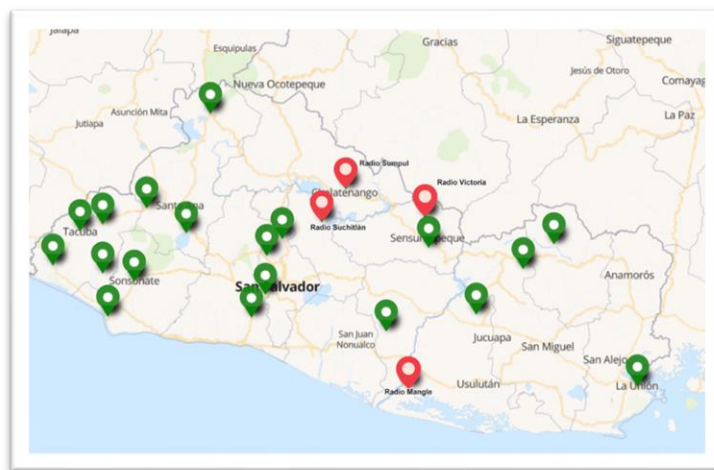 Jalapa
Esquipulas
Gracias
Siguatepeque
Jesús de Otoro
Comayag
Nueva Ocotepeque
Asunción Mita
Jutiapa
La Esperanza
La Paz
Radio Sumpul
Chalatenango
Radio Victoria
Radio Suchitlán
Tacuba
Sensuntepeque
Anamorós
Sonsonate
San Salvador
San Juan
Nonualco
Jucuapa
San Miguel
San Alejo
La Unión
Usulután
Radio Mangle